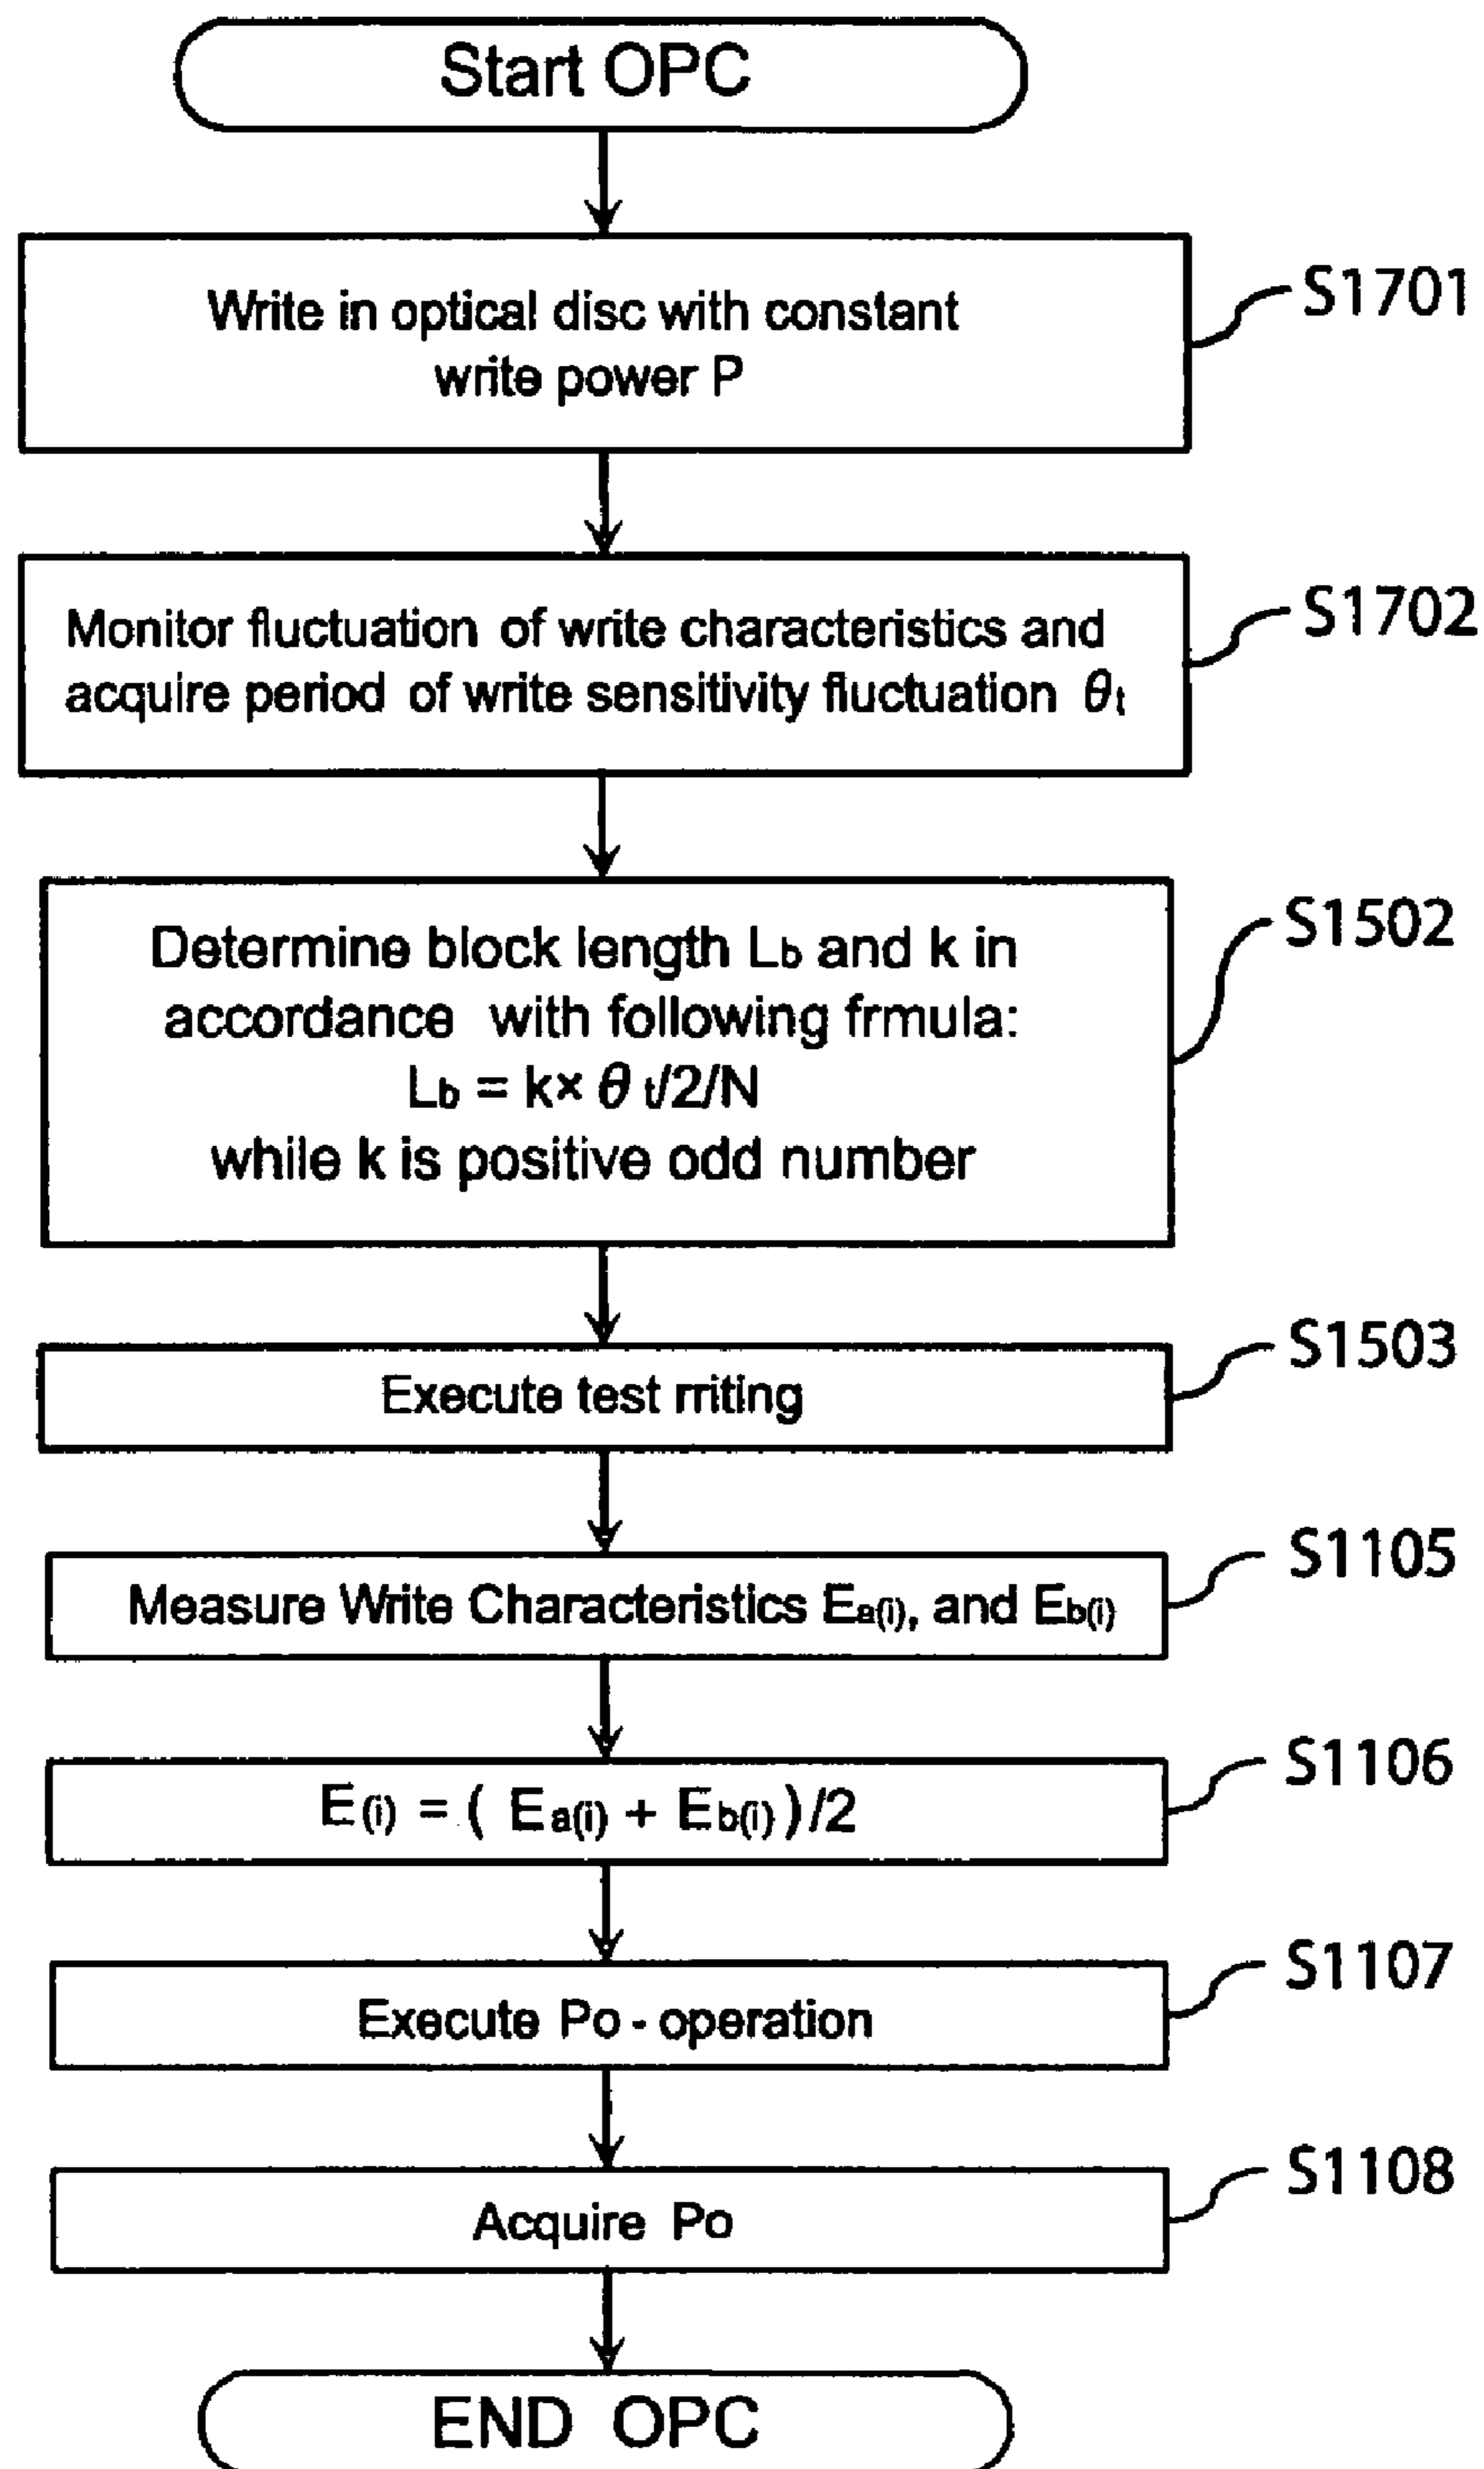 Start OPC
Write in optical disc with constant
write power P
S1701
Monitor fluctuation of write characteristics and
acquire period of write sensitivity fluctuation θt
S1702
Determine block length Lb and k in
accordance with following frmula:
Lb = k× θt/2/N
while k is positive odd number
S1502
Execute test rriting
S1503
Measure Write Characteristics Ea(i), and Eb(i)
S1105
E(i) = ( Ea(i) + Eb(i) )/2
S1106
Execute Po - operation
S1107
Acquire Po
S1108
END OPC